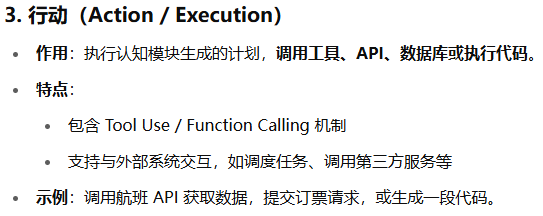 3. 行动（Action / Execution）
• 作用：执行认知模块生成的计划，调用工具、API、数据库或执行代码。
• 特点：
• 包含 Tool Use / Function Calling 机制
• 支持与外部系统交互，如调度任务、调用第三方服务等
• 示例：调用航班 API 获取数据，提交订票请求，或生成一段代码。